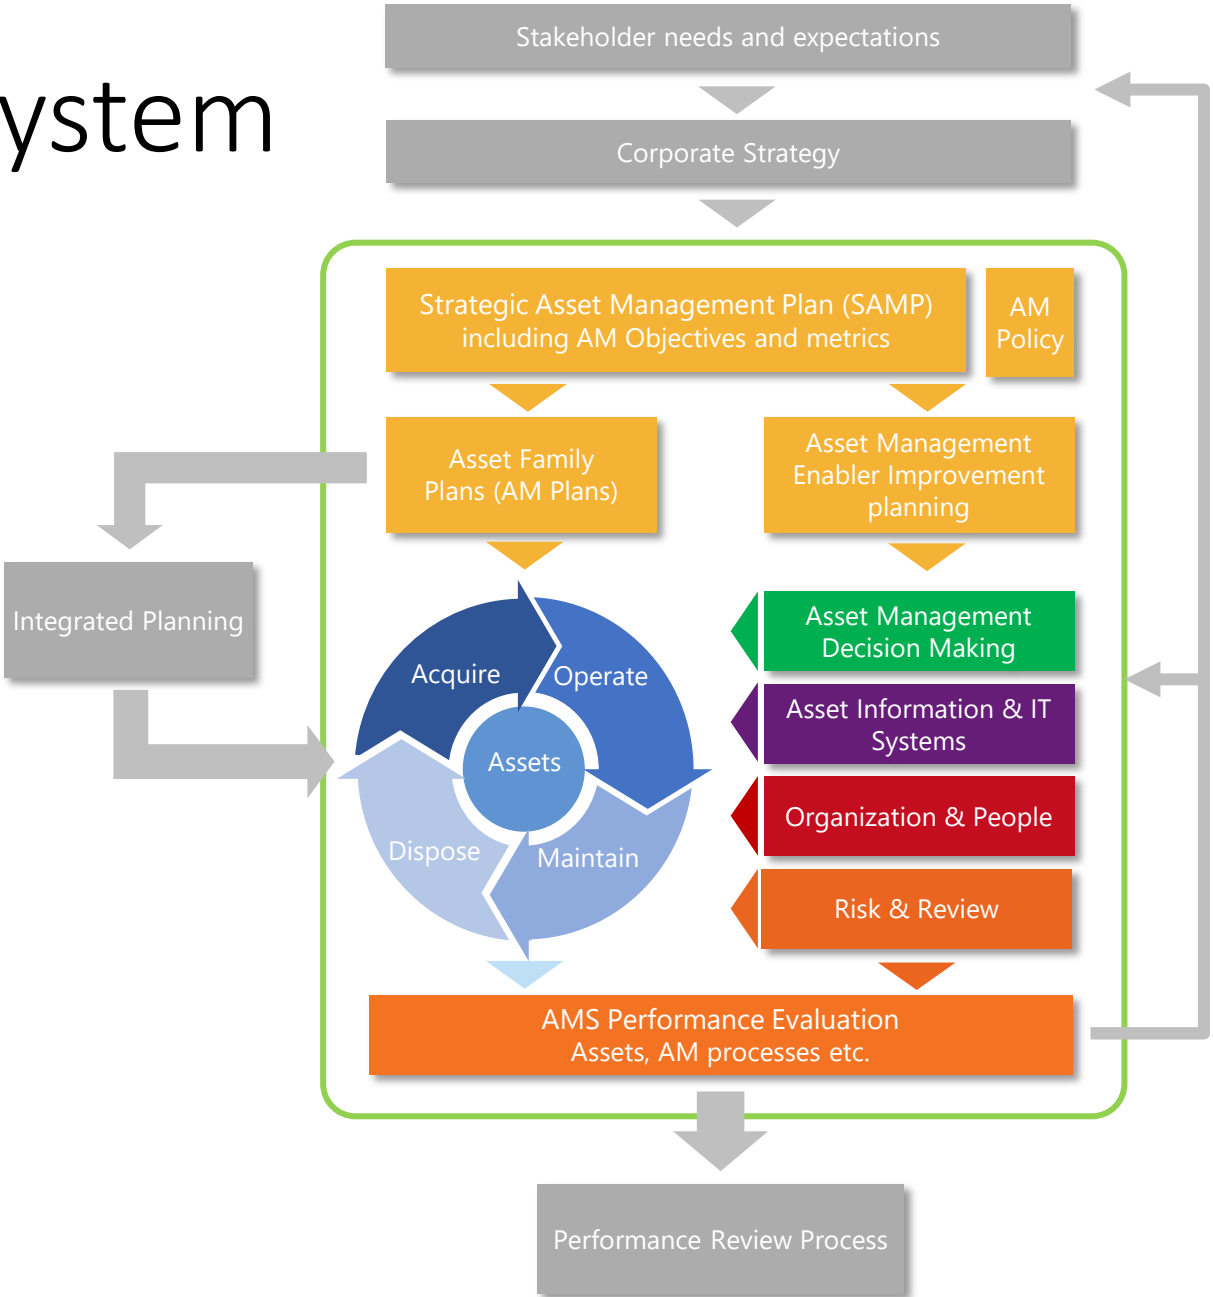 ystem
Stakeholder needs and expectations
Corporate Strategy
Strategic Asset Management Plan (SAMP)
including AM Objectives and metrics
AM
Policy
Asset Family
Plans (AM Plans)
Asset Management
Enabler Improvement
planning
Integrated Planning
Acquire
Operate
Assets
Dispose
Maintain
Asset Management
Decision Making
Asset Information & IT
Systems
Organization & People
Risk & Review
AMS Performance Evaluation
Assets, AM processes etc.
Performance Review Process